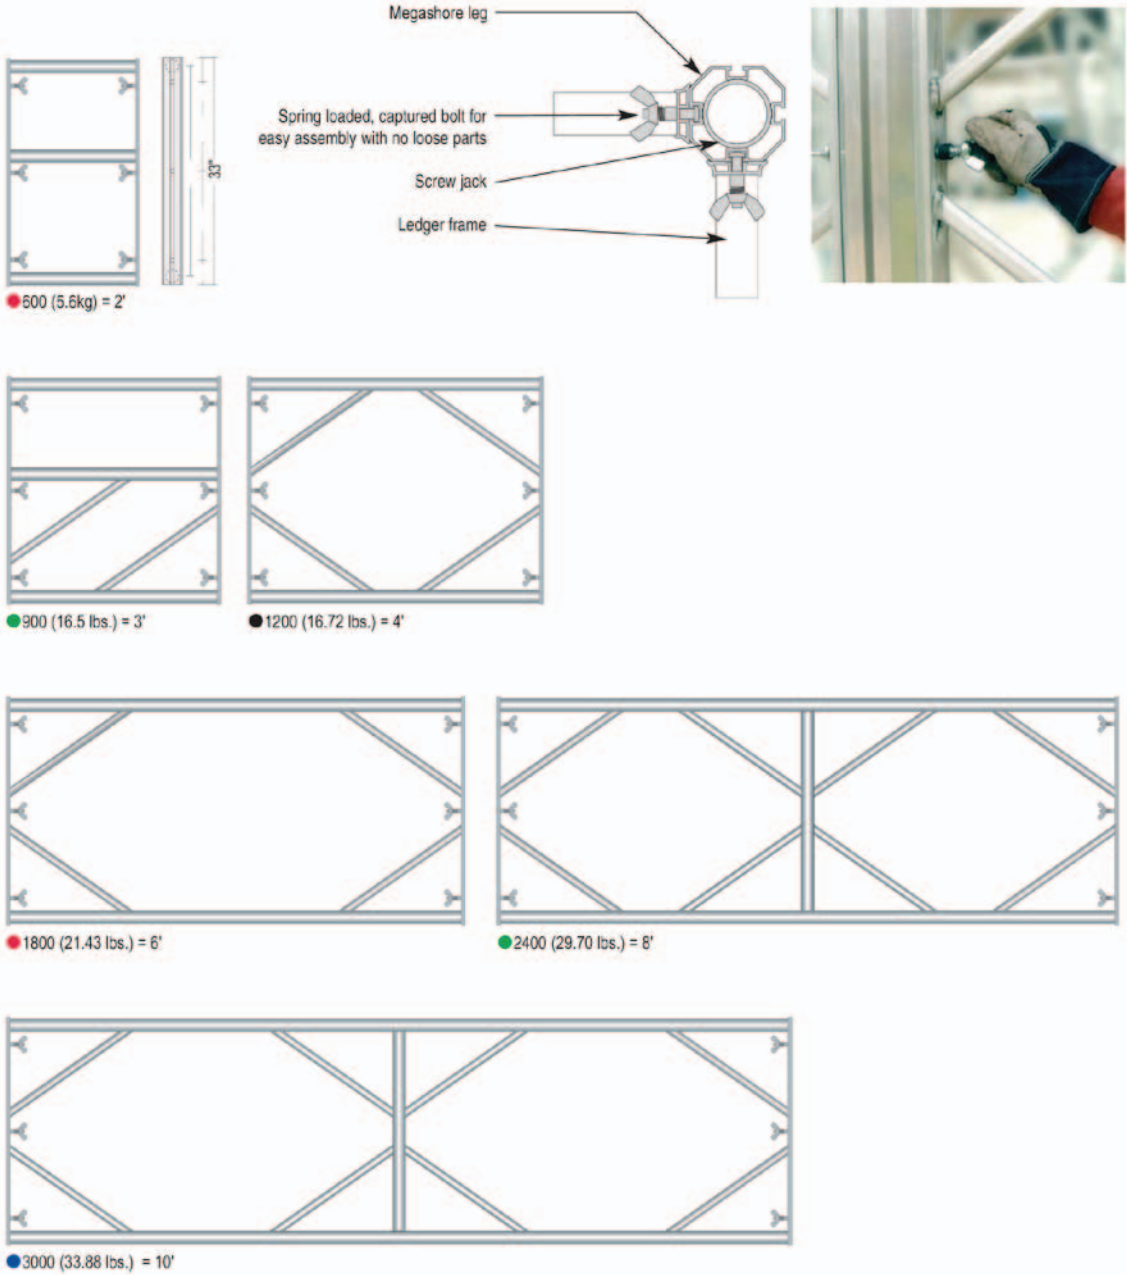 Megashore leg
Spring loaded, captured bolt for
easy assembly with no loose parts
Screw jack
Ledger frame
33"
600 (5.6kg) = 2'
900 (16.5 lbs.) = 3'
1200 (16.72 lbs.) = 4'
1800 (21.43 lbs.) = 6'
2400 (29.70 lbs.) = 8'
3000 (33.88 lbs.) = 10'